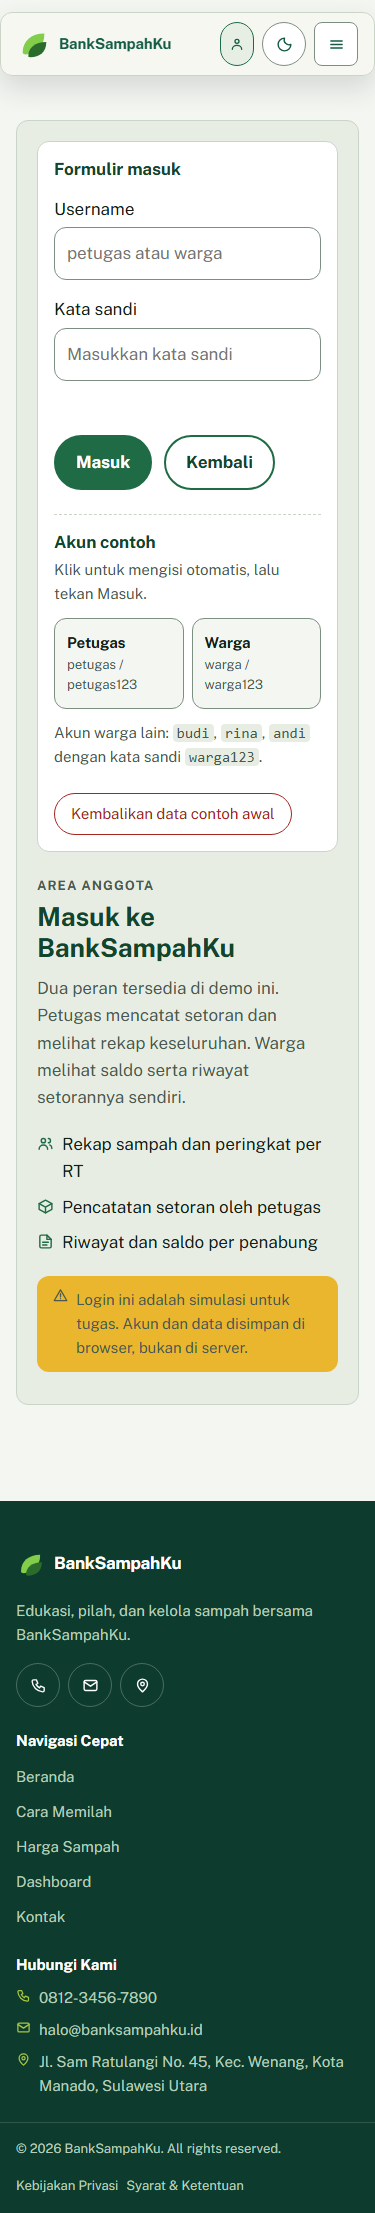 BankSampahKu
Formulir masuk
Username
petugas atau warga
Kata sandi
Masukkan kata sandi
Masuk
Kembali
Akun contoh
Klik untuk mengisi otomatis, lalu
tekan Masuk.
Petugas
petugas /
petugas123
Warga
warga /
warga123
Akun warga lain: budi, rina, andi
dengan kata sandi warga123.
Kembalikan data contoh awal
AREA ANGGOTA
Masuk ke
BankSampahKu
Dua peran tersedia di demo ini.
Petugas mencatat setoran dan
melihat rekap keseluruhan. Warga
melihat saldo serta riwayat
setorannya sendiri.
Rekap sampah dan peringkat per
RT
Pencatatan setoran oleh petugas
Riwayat dan saldo per penabung
Login ini adalah simulasi untuk
tugas. Akun dan data disimpan di
browser, bukan di server.
BankSampahKu
Edukasi, pilah, dan kelola sampah bersama
BankSampahKu.
Navigasi Cepat
Beranda
Cara Memilah
Harga Sampah
Dashboard
Kontak
Hubungi Kami
0812-3456-7890
halo@banksampahku.id
Jl. Sam Ratulangi No. 45, Kec. Wenang, Kota
Manado, Sulawesi Utara
© 2026 BankSampahKu. All rights reserved.
Kebijakan Privasi Syarat & Ketentuan